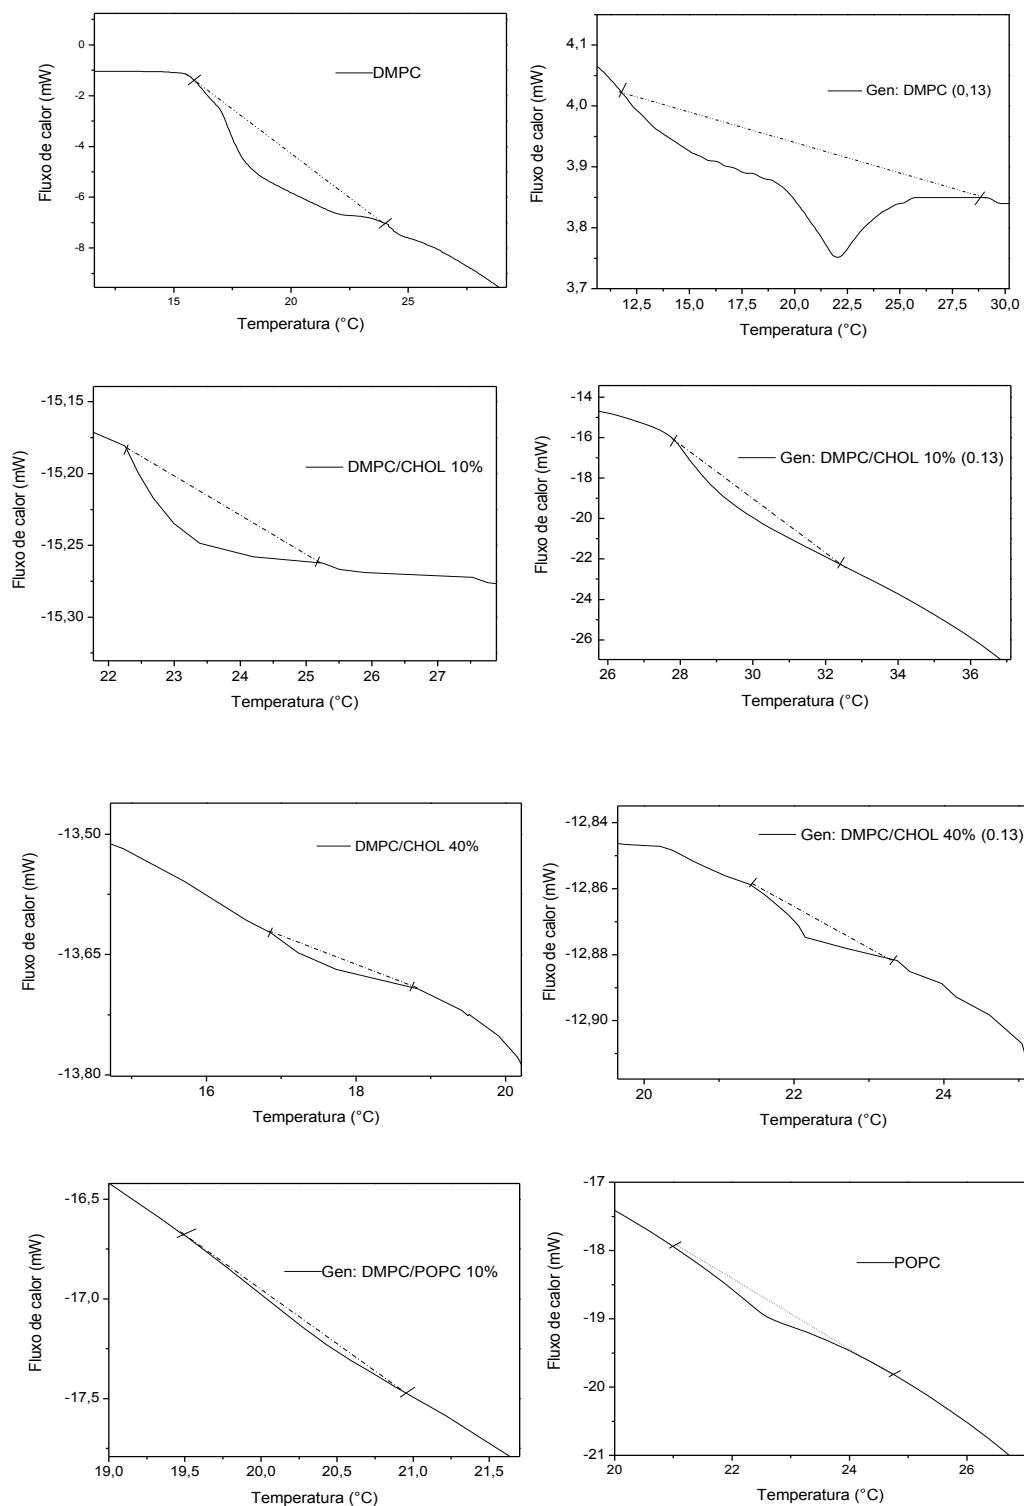 0
-2
-4
-6
-8
Fluxo de calor (mW)
DMPC
15
20
25
Temperatura (°C)
4,1
4,0
3,9
3,8
3,7
Fluxo de calor (mW)
Gen: DMPC (0,13)
12,5 15,0 17,5 20,0 22,5 25,0 27,5 30,0
Temperatura (°C)
-15,15
-15,20
-15,25
-15,30
Fluxo de calor (mW)
DMPC/CHOL 10%
22 23 24 25 26 27
Temperatura (°C)
-14
-16
-18
-20
-22
-24
-26
Fluxo de calor (mW)
Gen: DMPC/CHOL 10% (0.13)
26 28 30 32 34 36
Temperatura (°C)
-13,50
-13,65
-13,80
Fluxo de calor (mW)
DMPC/CHOL 40%
16 18 20
Temperatura (°C)
-12,84
-12,86
-12,88
-12,90
Fluxo de calor (mW)
Gen: DMPC/CHOL 40% (0.13)
20 22 24
Temperatura (°C)
-16,5
-17,0
-17,5
Fluxo de calor (mW)
Gen: DMPC/POPC 10%
19,0 19,5 20,0 20,5 21,0 21,5
Temperatura (°C)
-17
-18
-19
-20
-21
Fluxo de calor (mW)
POPC
20 22 24 26
Temperatura (°C)